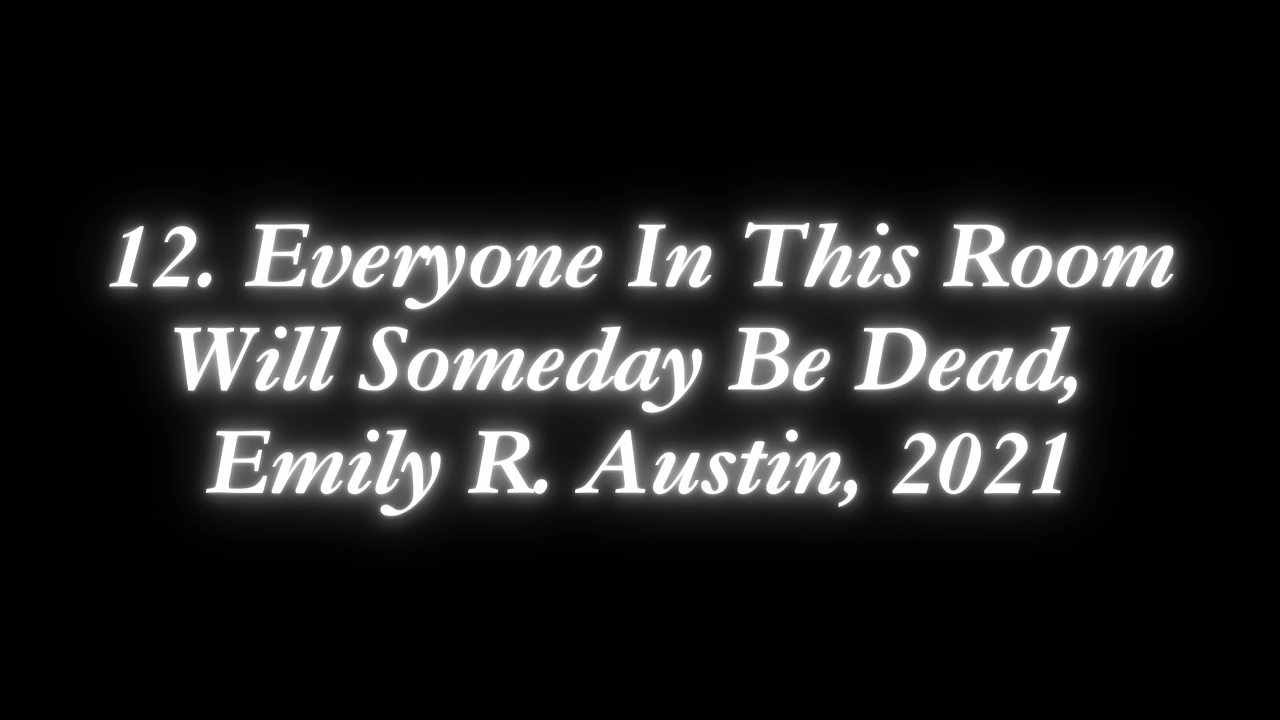 12. Everyone In This Room
Will Someday Be Dead,
Emily R. Austin, 2021